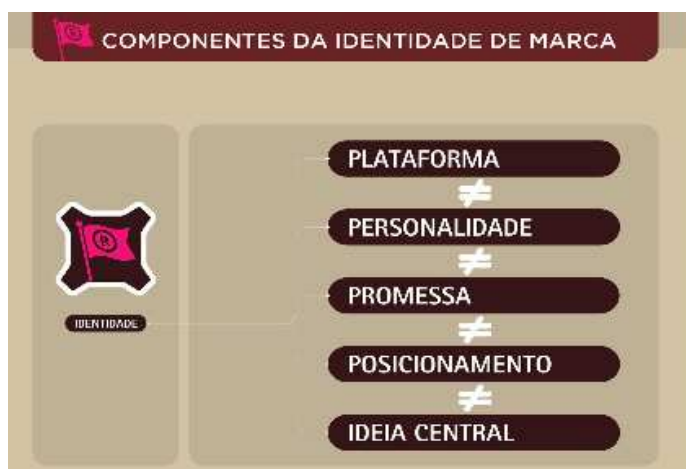 COMPONENTES DA IDENTIDADE DE MARCA
PLATAFORMA
≠
PERSONALIDADE
≠
PROMESSA
≠
POSICIONAMENTO
≠
IDEIA CENTRAL
®
IDENTIDADE